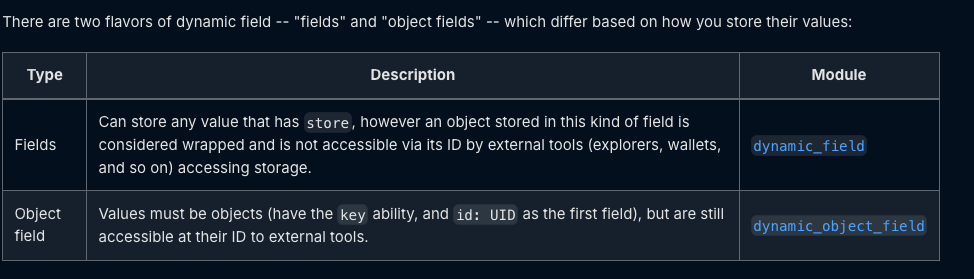 There are two flavors of dynamic field -- "fields" and "object fields" -- which differ based on how you store their values:
Type Description Module
Fields
Can store any value that has store, however an object stored in this kind of field is
considered wrapped and is not accessible via its ID by external tools (explorers, wallets,
and so on) accessing storage.
dynamic_field
Object
field
Values must be objects (have the key ability, and id: UID as the first field), but are still
accessible at their ID to external tools.
dynamic_object_field